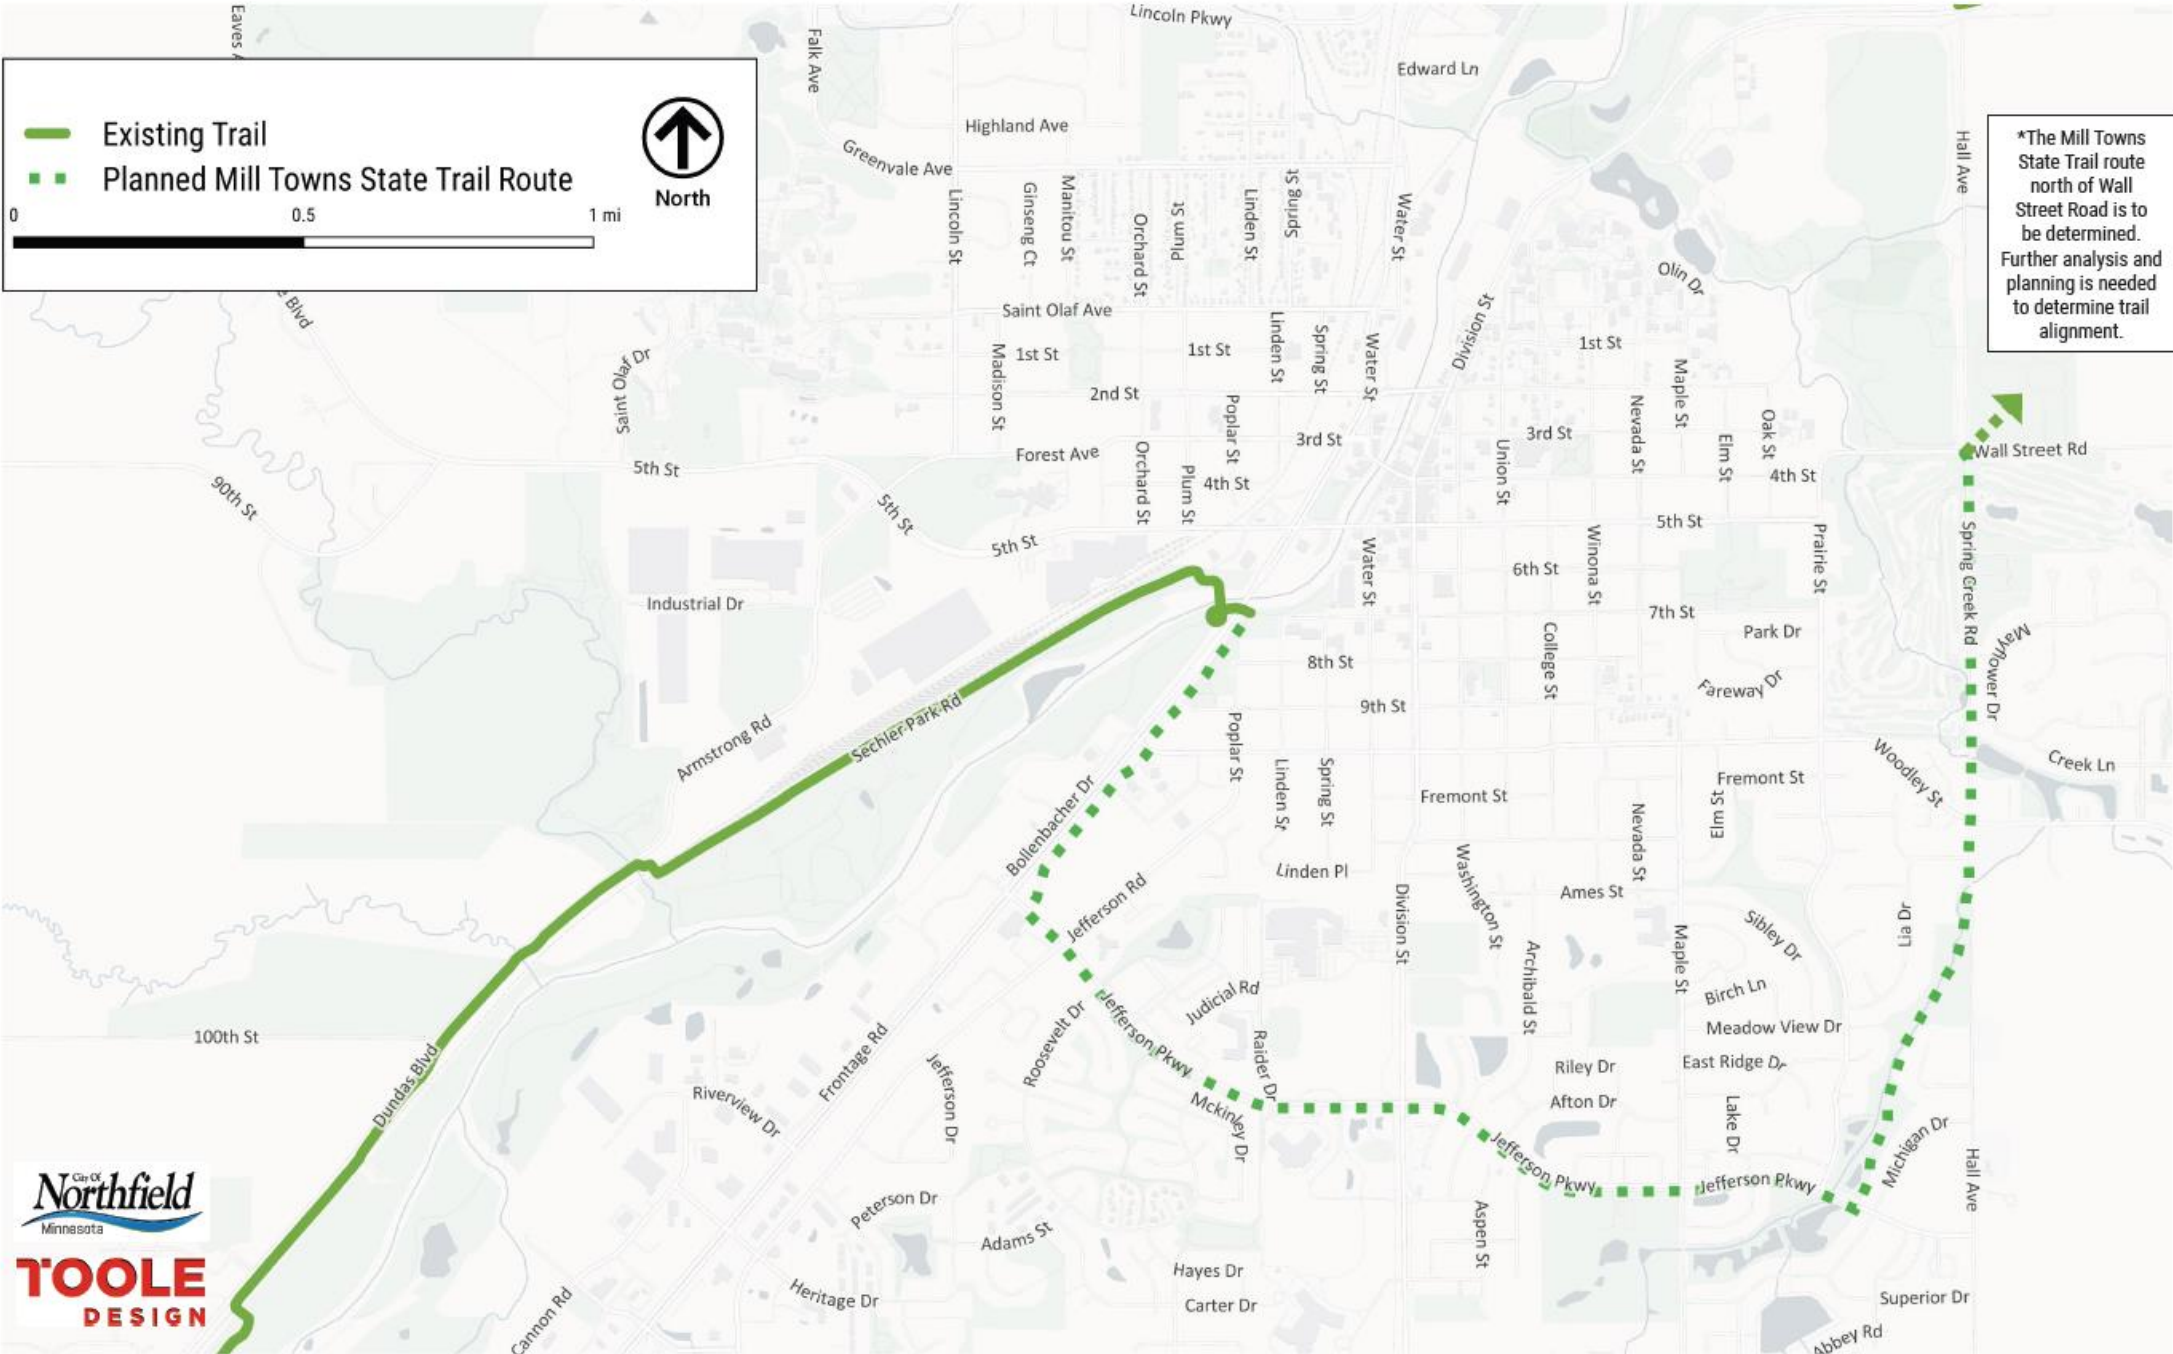 Eaves A
Lincoln Pkwy
Falk Ave
Edward Ln
Existing Trail
Planned Mill Towns State Trail Route
North
0 0.5 1 mi
Highland Ave
Greenvale Ave
Hall Ave
*The Mill Towns
State Trail route
north of Wall
Street Road is to
be determined.
Further analysis and
planning is needed
to determine trail
alignment.
Lincoln St
Ginseng Ct
Manitou St
Orchard St
Plum St
Linden St
Spring St
Water St
Olin Dr
e Blvd
Saint Olaf Ave
Division St
Saint Olaf Dr
Madison St
1st St
1st St
Linden St
Spring St
Water St
1st St
Maple St
2nd St
Poplar St
3rd St
3rd St
Nevada St
Elm St
Oak St
Union St
Forest Ave
Orchard St
Plum St
4th St
4th St
Wall Street Rd
5th St
90th St
5th St
5th St
5th St
Water St
6th St
Winona St
Prairie St
Spring Creek Rd
Industrial Dr
7th St
Park Dr
Mayflower Dr
8th St
College St
Fareway Dr
9th St
Sechler Park Rd
Armstrong Rd
Poplar St
Woodley St
Creek Ln
Linden St
Spring St
Fremont St
Fremont St
Elm St
Bollenbacher Dr
Nevada St
Linden Pl
Washington St
Ames St
Jefferson Rd
Division St
Sibley Dr
Lia Dr
Archibald St
Maple St
Birch Ln
Judicial Rd
Roosevelt Dr
Jefferson Pkwy
Raider Dr
Meadow View Dr
100th St
Frontage Rd
Jefferson Dr
Riley Dr
East Ridge Dr
Dundas Blvd
Riverview Dr
Mckinley Dr
Afton Dr
Lake Dr
Michigan Dr
Jefferson Pkwy
Jefferson Pkwy
Hall Ave
City Of
Northfield
Minnesota
Peterson Dr
Adams St
Aspen St
TOOLE
DESIGN
Hayes Dr
Heritage Dr
Carter Dr
Cannon Rd
Superior Dr
Abbey Rd